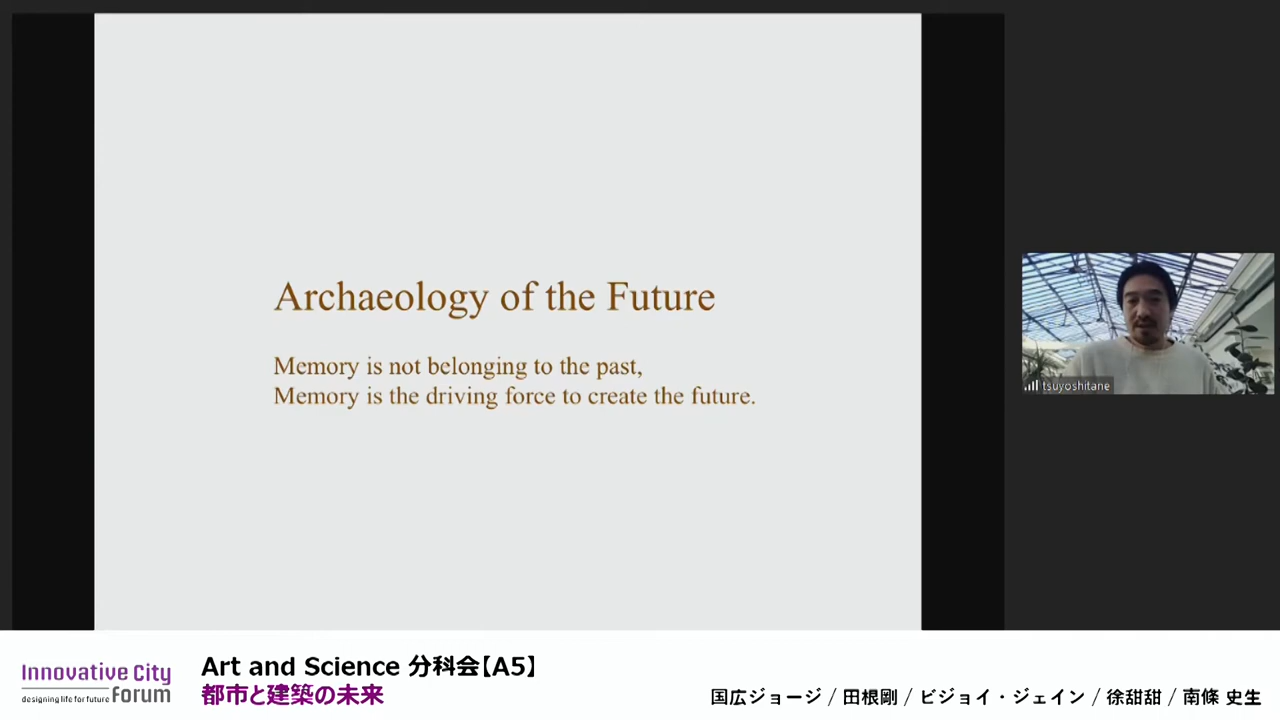 Archaeology of the Future
Memory is not belonging to the past,
Memory is the driving force to create the future.
tsuyoshitane
Innovative City
designing life for future Forum
Art and Science 分科会【A5】
都市と建築の未来
国広ジョージ / 田根剛 / ビジョイ・ジェイン / 徐甜甜 / 南條 史生